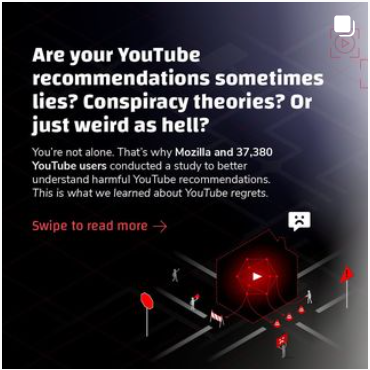 Are your YouTube
recommendations sometimes
lies? Conspiracy theories? Or
just weird as hell?
You're not alone. That's why Mozilla and 37,380
YouTube users conducted a study to better
understand harmful YouTube recommendations.
This is what we learned about YouTube regrets.
Swipe to read more →